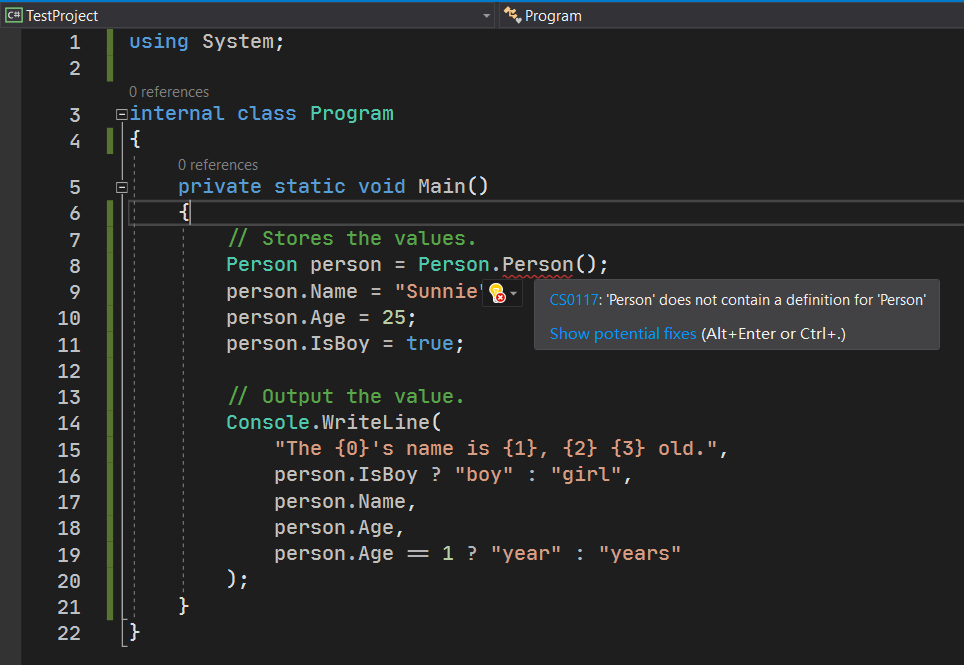 C# TestProject Program
1 using System;
2
0 references
3 internal class Program
4 {
0 references
5 private static void Main()
6 {
7 // Stores the values.
8 Person person = Person.Person();
9 person.Name = "Sunnie"
10 person.Age = 25;
11 person.IsBoy = true;
12
13 // Output the value.
14 Console.WriteLine(
15 "The {0}'s name is {1}, {2} {3} old.",
16 person.IsBoy ? "boy" : "girl",
17 person.Name,
18 person.Age,
19 person.Age == 1 ? "year" : "years"
20 );
21 }
22 }
CS0117: 'Person' does not contain a definition for 'Person'
Show potential fixes (Alt+Enter or Ctrl+.)